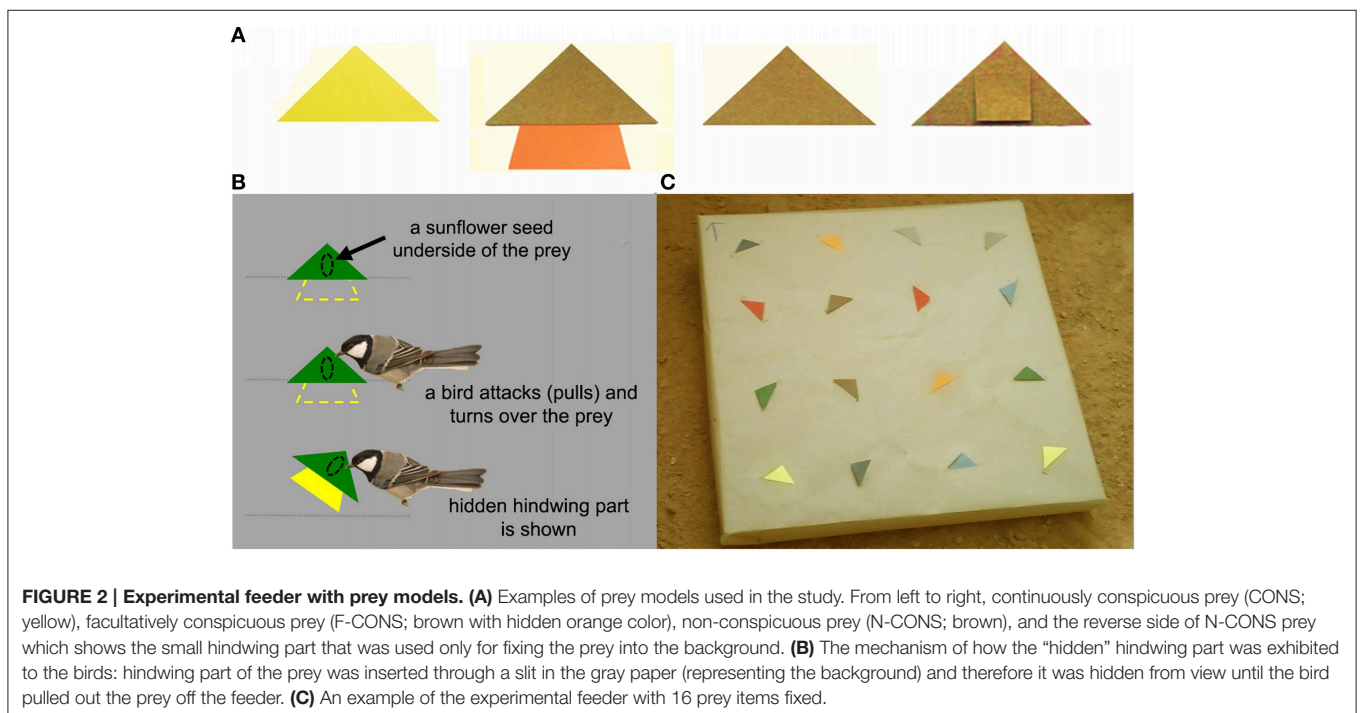 A
B
a sunflower seed
underside of the prey
a bird attacks (pulls) and
turns over the prey
hidden hindwing part
is shown
C
FIGURE 2 | Experimental feeder with prey models. (A) Examples of prey models used in the study. From left to right, continuously conspicuous prey (CONS;
yellow), facultatively conspicuous prey (F-CONS; brown with hidden orange color), non-conspicuous prey (N-CONS; brown), and the reverse side of N-CONS prey
which shows the small hindwing part that was used only for fixing the prey into the background. (B) The mechanism of how the “hidden” hindwing part was exhibited
to the birds: hindwing part of the prey was inserted through a slit in the gray paper (representing the background) and therefore it was hidden from view until the bird
pulled out the prey off the feeder. (C) An example of the experimental feeder with 16 prey items fixed.